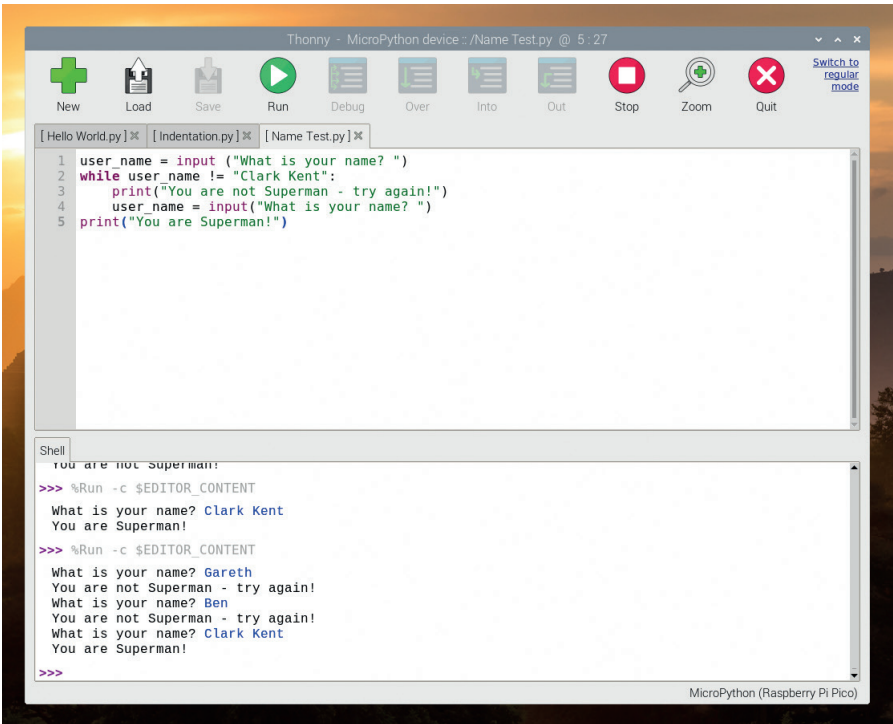 Thonny - MicroPython device :: /Name Test.py @ 5 : 27
Switch to
regular
mode
New Load Save Run Debug Over Into Out Stop Zoom Quit
[ Hello World.py ] [ Indentation.py ] [ Name Test.py ]
1 user_name = input ("What is your name? ")
2 while user_name != "Clark Kent":
3     print("You are not Superman - try again!")
4     user_name = input("What is your name? ")
5 print("You are Superman!")
Shell
You are not Superman!
>>> %Run -c $EDITOR_CONTENT
What is your name? Clark Kent
You are Superman!
>>> %Run -c $EDITOR_CONTENT
What is your name? Gareth
You are not Superman - try again!
What is your name? Ben
You are not Superman - try again!
What is your name? Clark Kent
You are Superman!
>>>
MicroPython (Raspberry Pi Pico)